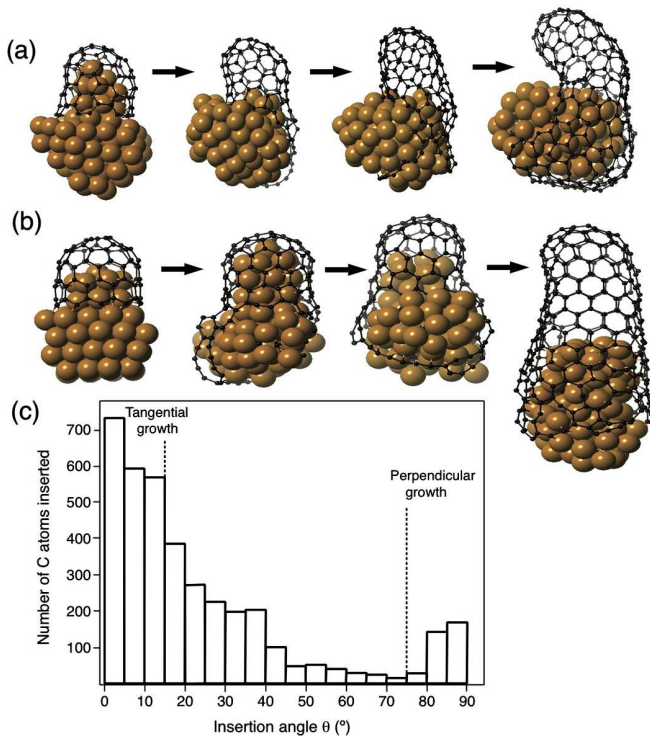 (a)
(b)
(c)
Tangential
growth
Perpendicular
growth
700
600
500
400
300
200
100
Number of C atoms inserted
0 10 20 30 40 50 60 70 80 90
Insertion angle θ (º)